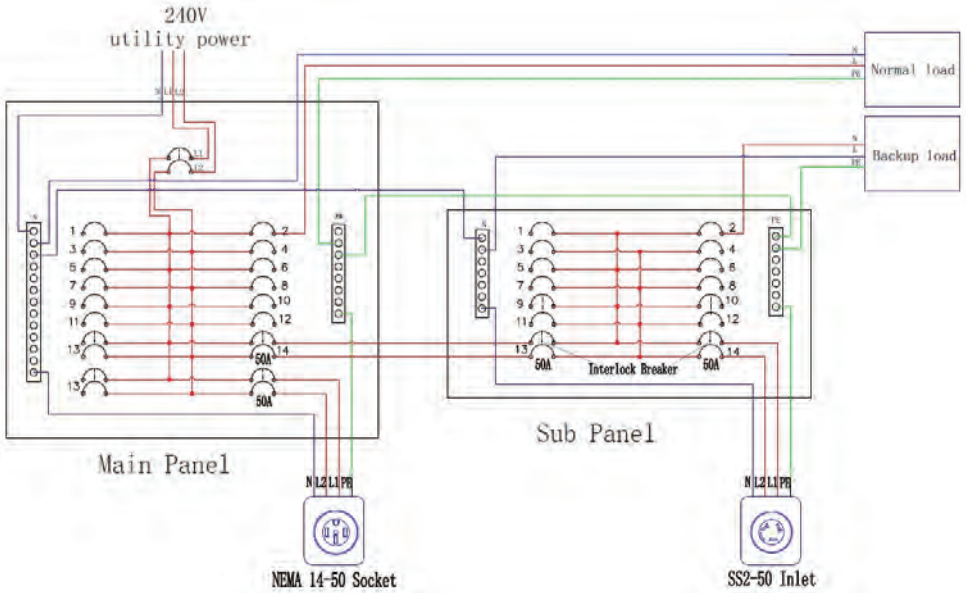 240V
utility power
N L1 L2
N
L
PE
Normal load
N
L
PE
Backup load
L1
L2
N
PE
1
2
3
4
5
6
7
8
9
10
11
12
13
14
50A
13
50A
N
PE
1
2
3
4
5
6
7
8
9
10
11
12
13
14
50A
Interlock Breaker
50A
Main Panel
Sub Panel
N L2 L1 PE
N L2 L1 PE
NEMA 14-50 Socket
SS2-50 Inlet